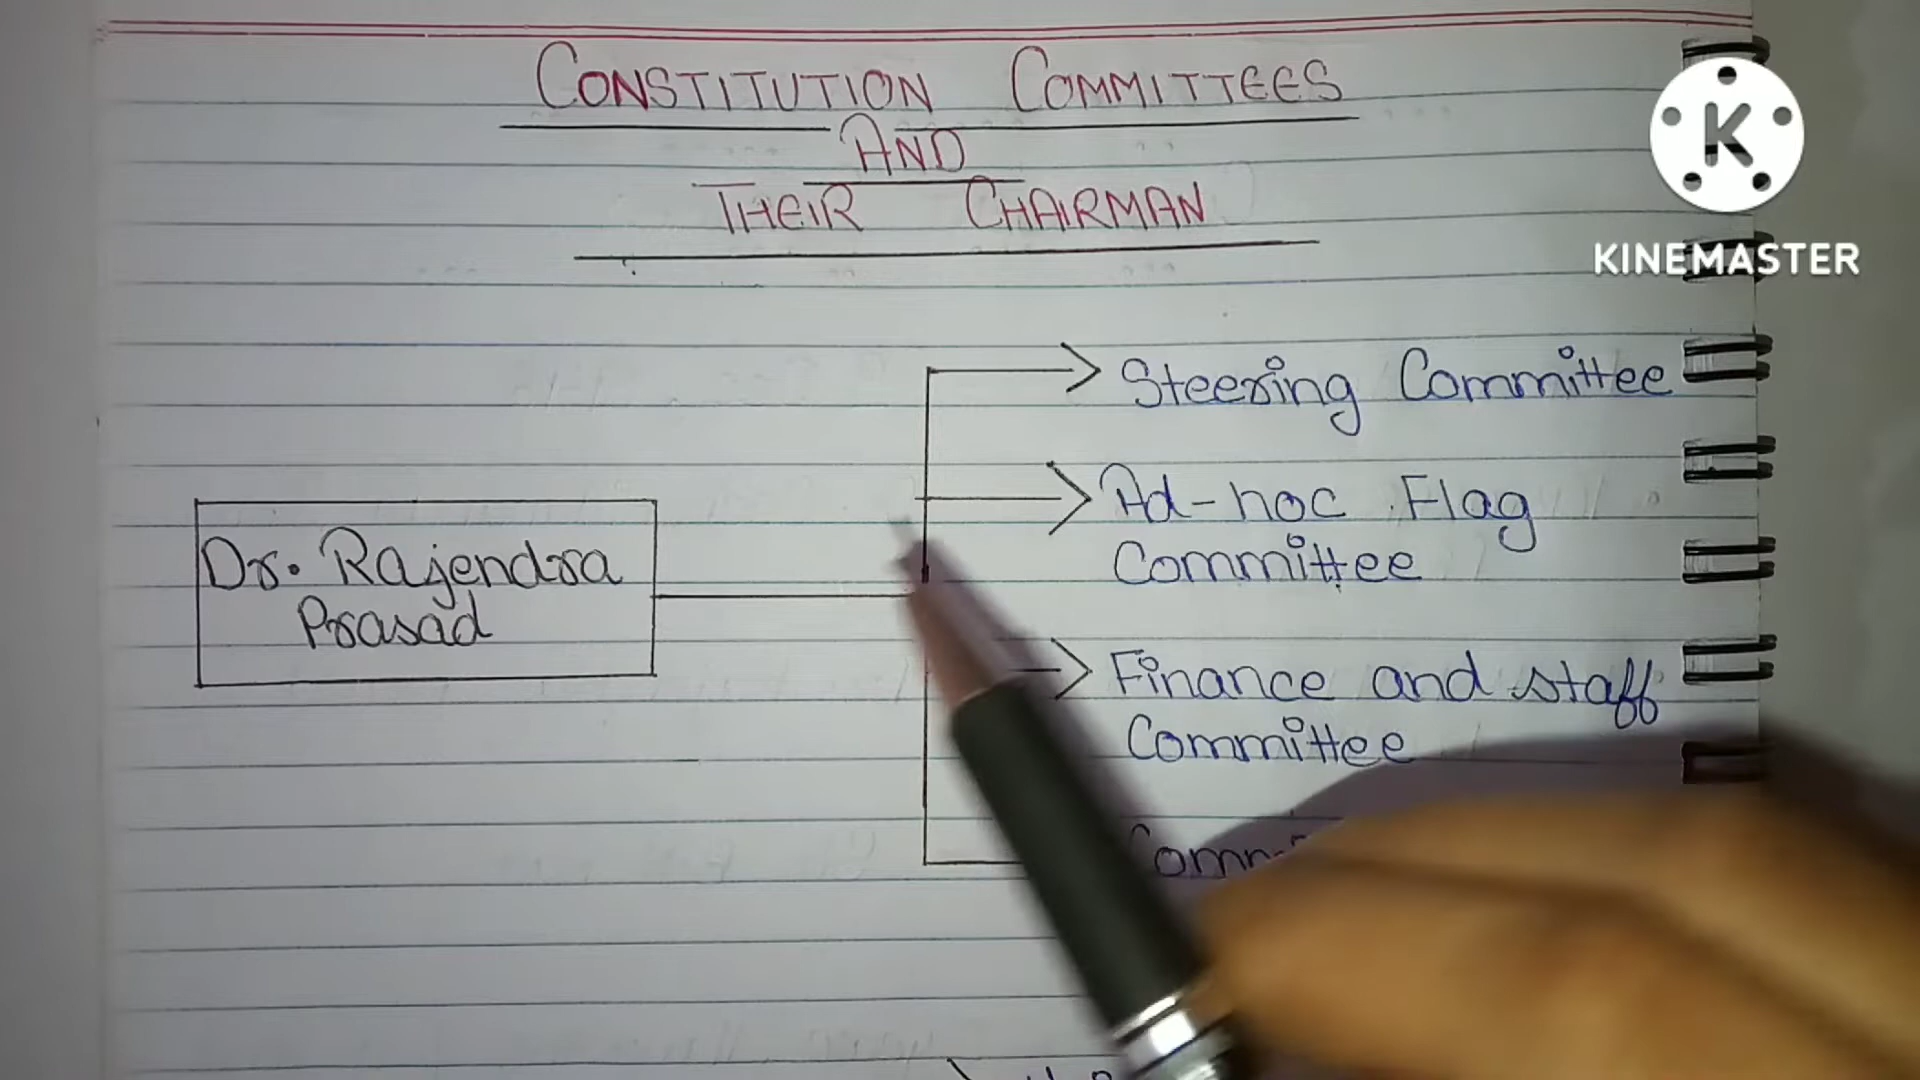 CONSTITUTION COMMITTEES
AND
THEIR CHAIRMAN
K
KINEMASTER
Steering Committee
Ad-hoc Flag
Committee
Dr. Rajendra
Prasad
Finance and staff
Committee